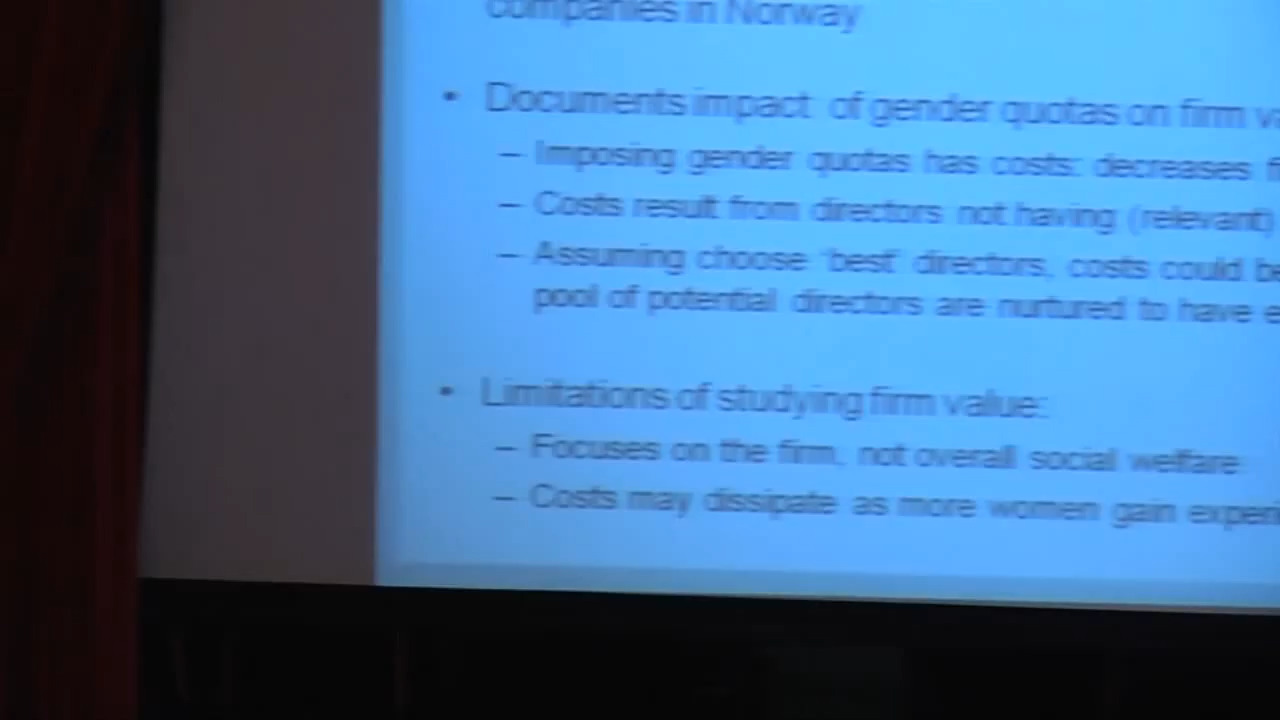 companies in Norway
• Documents impact of gender quotas on firm
– Imposing gender quotas has costs: decreases
– Costs result from directors not having (relevant)
– Assuming choose 'best' directors, costs could
pool of potential directors are nurtured to have
• Limitations of studying firm value:
– Focuses on the firm, not overall social welfare
– Costs may dissipate as more women gain